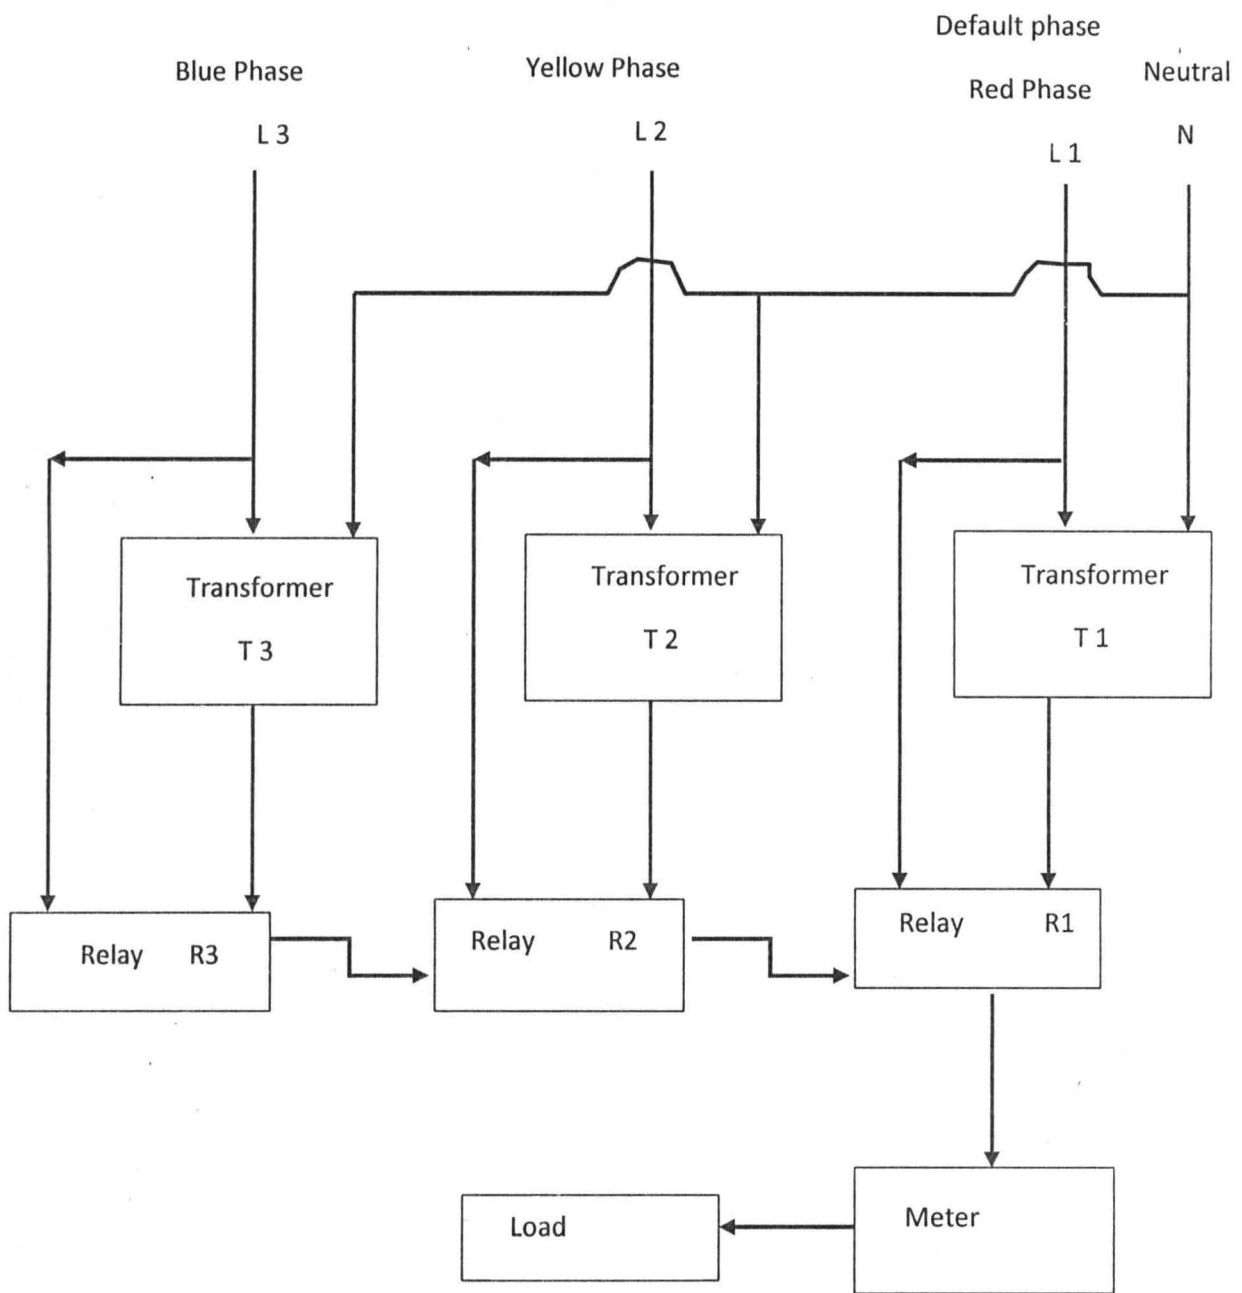 Default phase
Blue Phase
Yellow Phase
Red Phase
Neutral
L 3
L 2
L 1
N
Transformer
T 3
Transformer
T 2
Transformer
T 1
Relay R3
Relay R2
Relay R1
Load
Meter